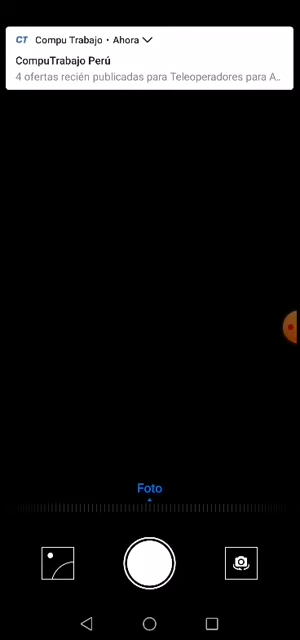 CT Compu Trabajo • Ahora
CompuTrabajo Perú
4 ofertas recién publicadas para Teleoperadores para A..
Foto